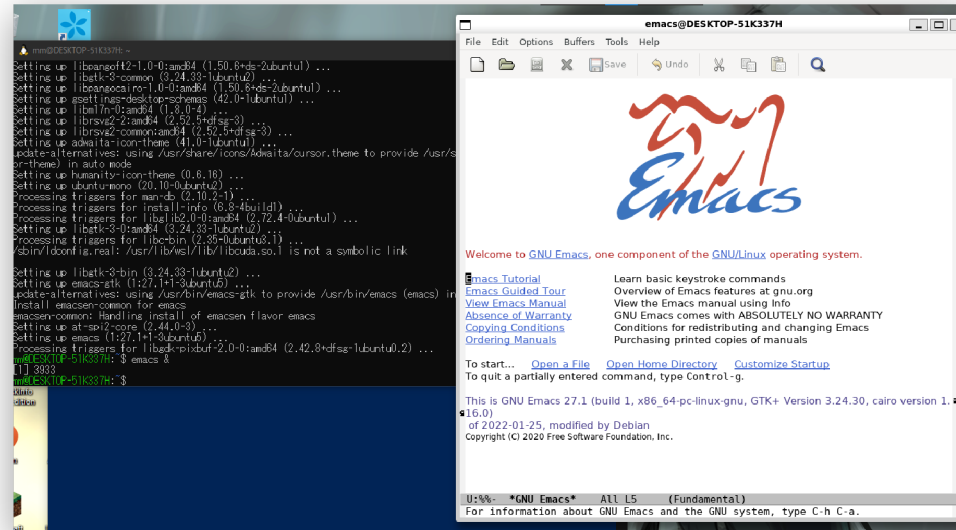 mm@DESKTOP-51K337H: ~
Setting up libpangoft2-1.0-0:amd64 (1.50.6+ds-2ubuntu1) ...
Setting up libgtk-3-common (3.24.33-1ubuntu2) ...
Setting up libpangocairo-1.0-0:amd64 (1.50.6+ds-2ubuntu1) ...
Setting up gsettings-desktop-schemas (42.0-1ubuntu1) ...
Setting up libm17n-0:amd64 (1.8.0-4) ...
Setting up librsvg2-2:amd64 (2.52.5+dfsg-3) ...
Setting up librsvg2-common:amd64 (2.52.5+dfsg-3) ...
Setting up adwaita-icon-theme (41.0-1ubuntu1) ...
update-alternatives: using /usr/share/icons/Adwaita/cursor.theme to provide /usr/s
or-theme) in auto mode
Setting up humanity-icon-theme (0.6.16) ...
Setting up ubuntu-mono (20.10-0ubuntu2) ...
Processing triggers for man-db (2.10.2-1) ...
Processing triggers for install-info (6.8-4build1) ...
Processing triggers for libglib2.0-0:amd64 (2.72.4-0ubuntu1) ...
Setting up libgtk-3-0:amd64 (3.24.33-1ubuntu2) ...
Processing triggers for libc-bin (2.35-0ubuntu3.1) ...
/sbin/ldconfig.real: /usr/lib/wsl/lib/libcuda.so.1 is not a symbolic link
Setting up libgtk-3-bin (3.24.33-1ubuntu2) ...
Setting up emacs-gtk (1:27.1+1-3ubuntu5) ...
update-alternatives: using /usr/bin/emacs-gtk to provide /usr/bin/emacs (emacs) in
Install emacsen-common for emacs
emacsen-common: Handling install of emacsen flavor emacs
Setting up at-spi2-core (2.44.0-3) ...
Setting up emacs (1:27.1+1-3ubuntu5) ...
Processing triggers for libgdk-pixbuf-2.0-0:amd64 (2.42.8+dfsg-1ubuntu0.2) ...
mm@DESKTOP-51K337H:~$ emacs &
[1] 3933
mm@DESKTOP-51K337H:~$
emacs@DESKTOP-51K337H
File Edit Options Buffers Tools Help
Save Undo
Emacs
Welcome to GNU Emacs, one component of the GNU/Linux operating system.
Emacs Tutorial Learn basic keystroke commands
Emacs Guided Tour Overview of Emacs features at gnu.org
View Emacs Manual View the Emacs manual using Info
Absence of Warranty GNU Emacs comes with ABSOLUTELY NO WARRANTY
Copying Conditions Conditions for redistributing and changing Emacs
Ordering Manuals Purchasing printed copies of manuals
To start... Open a File Open Home Directory Customize Startup
To quit a partially entered command, type Control-g.
This is GNU Emacs 27.1 (build 1, x86_64-pc-linux-gnu, GTK+ Version 3.24.30, cairo version 1.
16.0)
of 2022-01-25, modified by Debian
Copyright (C) 2020 Free Software Foundation, Inc.
U:%%- *GNU Emacs* All L5 (Fundamental)
For information about GNU Emacs and the GNU system, type C-h C-a.